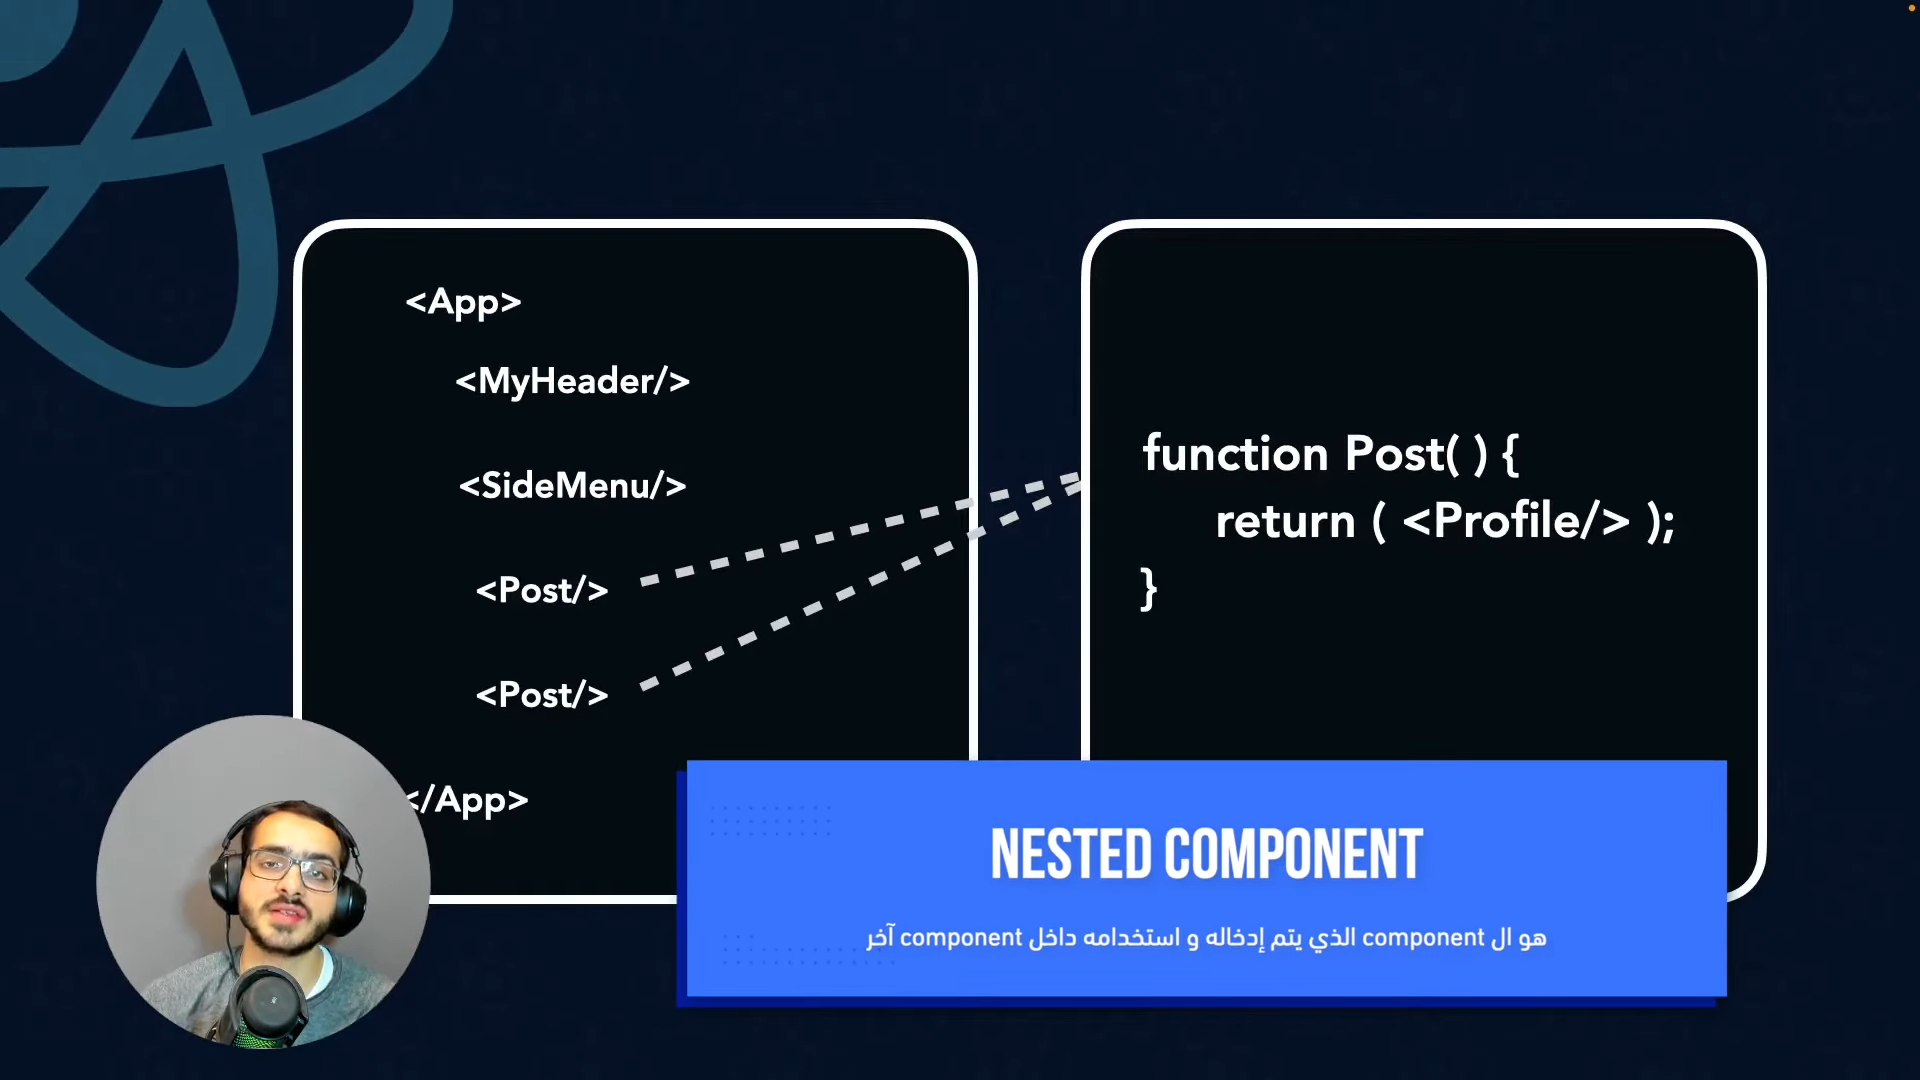 <App>
<MyHeader/>
<SideMenu/>
<Post/>
<Post/>
</App>
function Post( ) {
return ( <Profile/> );
}
NESTED COMPONENT
هو ال component الذي يتم إدخاله و استخدامه داخل component آخر